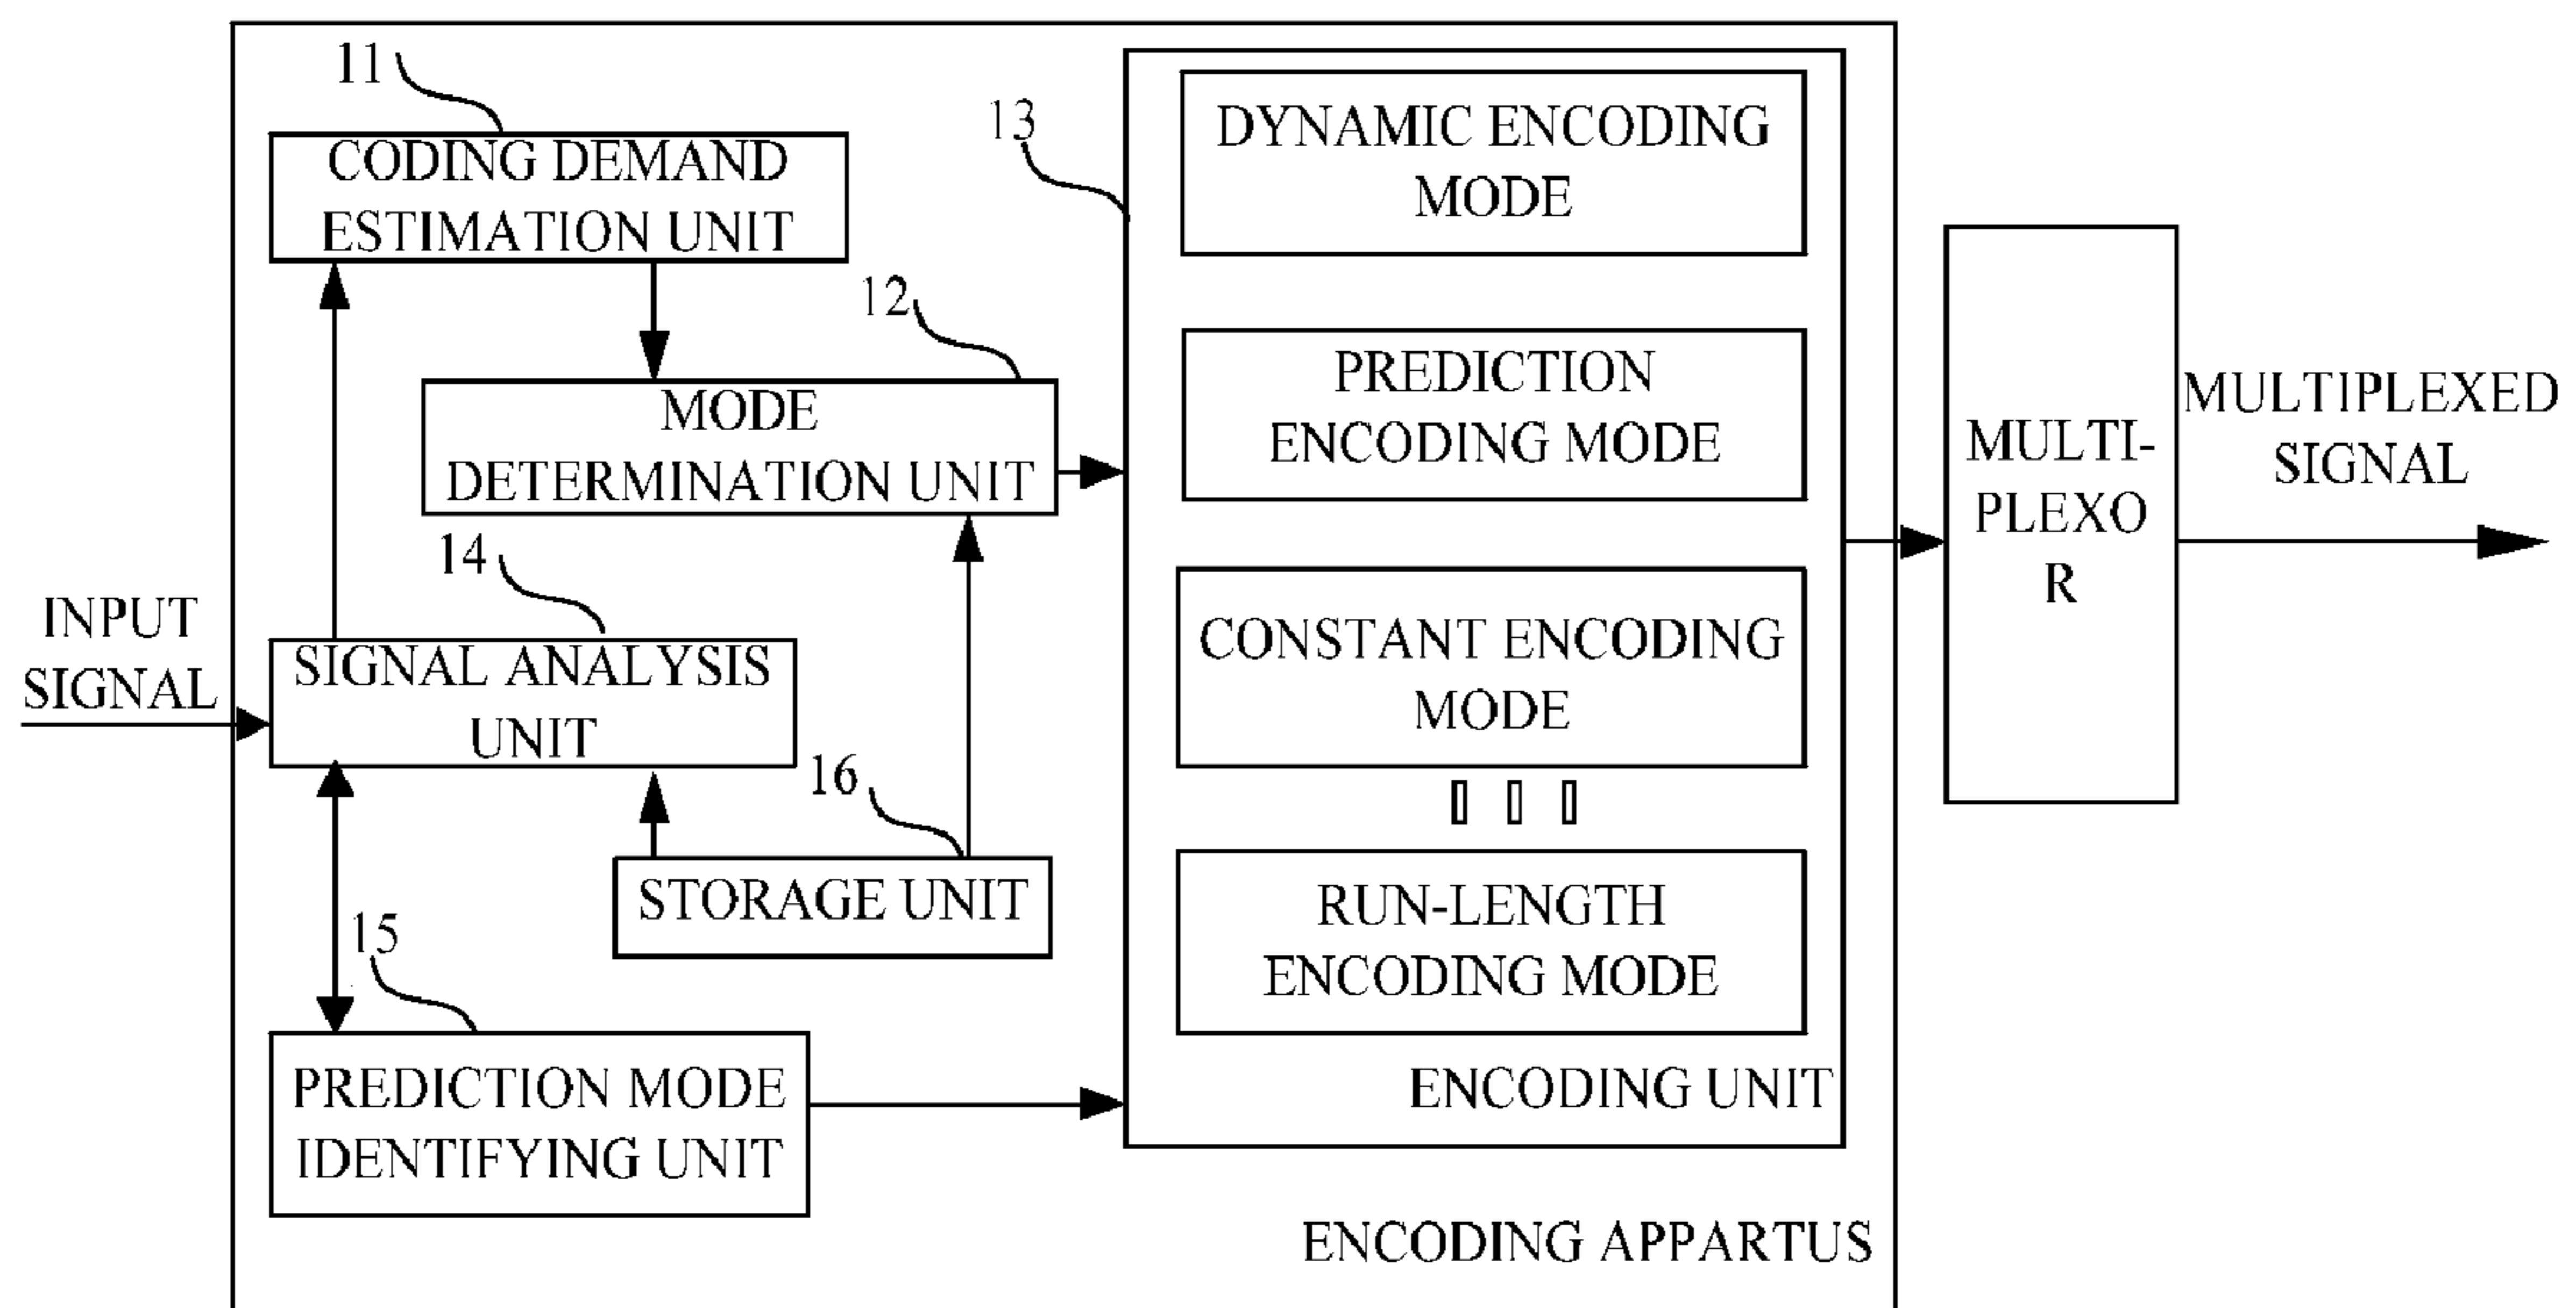 11
CODING DEMAND
ESTIMATION UNIT
12
MODE
DETERMINATION UNIT
14
INPUT
SIGNAL
SIGNAL ANALYSIS
UNIT
16
STORAGE UNIT
15
PREDICTION MODE
IDENTIFYING UNIT
13
DYNAMIC ENCODING
MODE
PREDICTION
ENCODING MODE
CONSTANT ENCODING
MODE
RUN-LENGTH
ENCODING MODE
ENCODING UNIT
ENCODING APPARTUS
MULTI-
PLEXO
R
MULTIPLEXED
SIGNAL